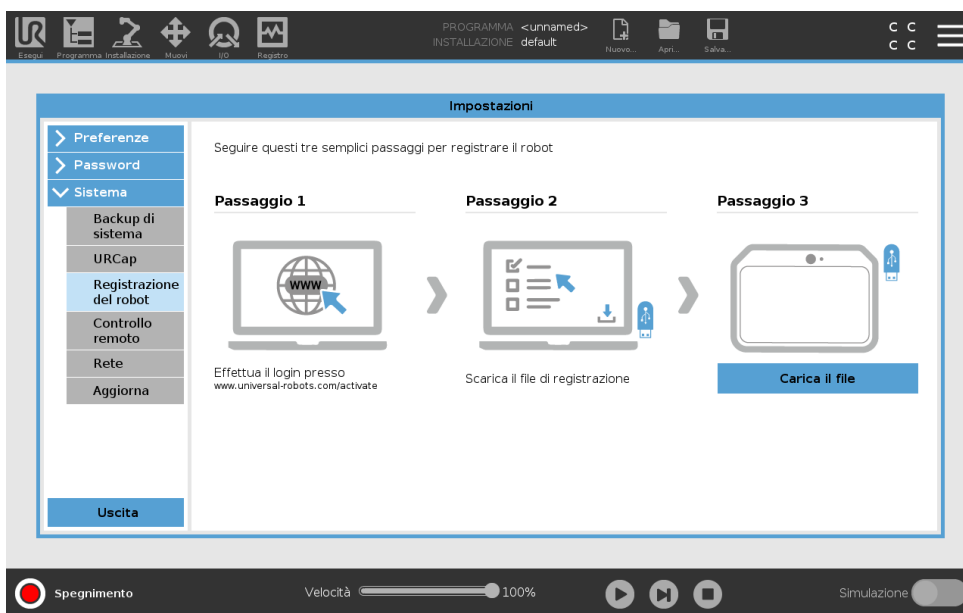 UR
PROGRAMMA <unnamed>
INSTALLAZIONE default
Esegui Programma Installazione Muovi I/O Registro Nuovo... Apri... Salva...
C C
C C
Impostazioni
Preferenze
Password
Sistema
Backup di
sistema
URCap
Registrazione
del robot
Controllo
remoto
Rete
Aggiorna
Uscita
Seguire questi tre semplici passaggi per registrare il robot
Passaggio 1
WWW
Effettua il login presso
www.universal-robots.com/activate
Passaggio 2
Scarica il file di registrazione
Passaggio 3
Carica il file
Spegnimento
Velocità 100%
Simulazione